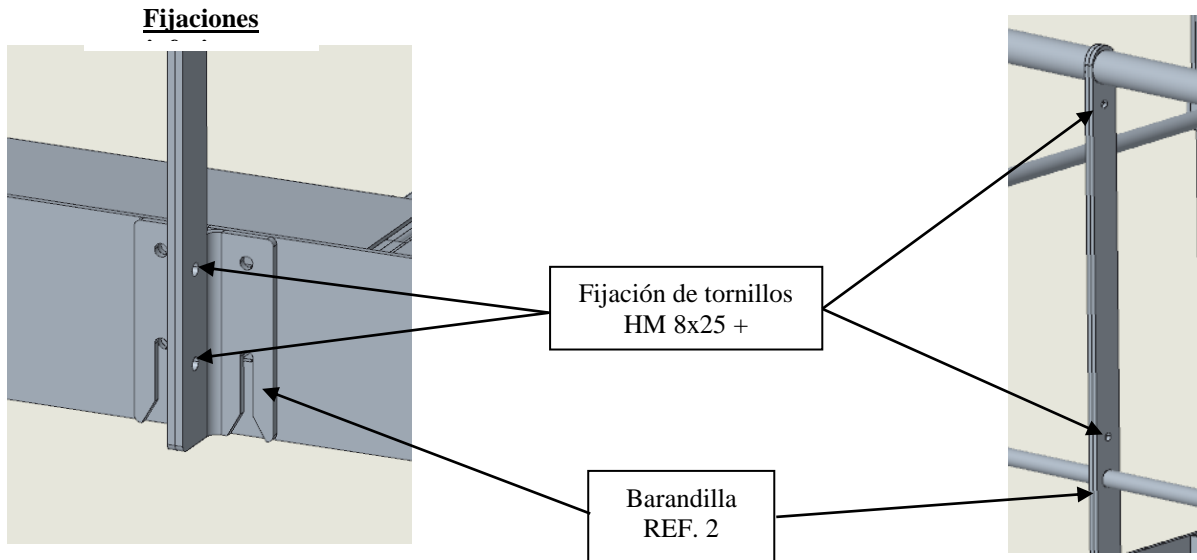 Fijaciones
Fijación de tornillos
HM 8x25 +
Barandilla
REF. 2